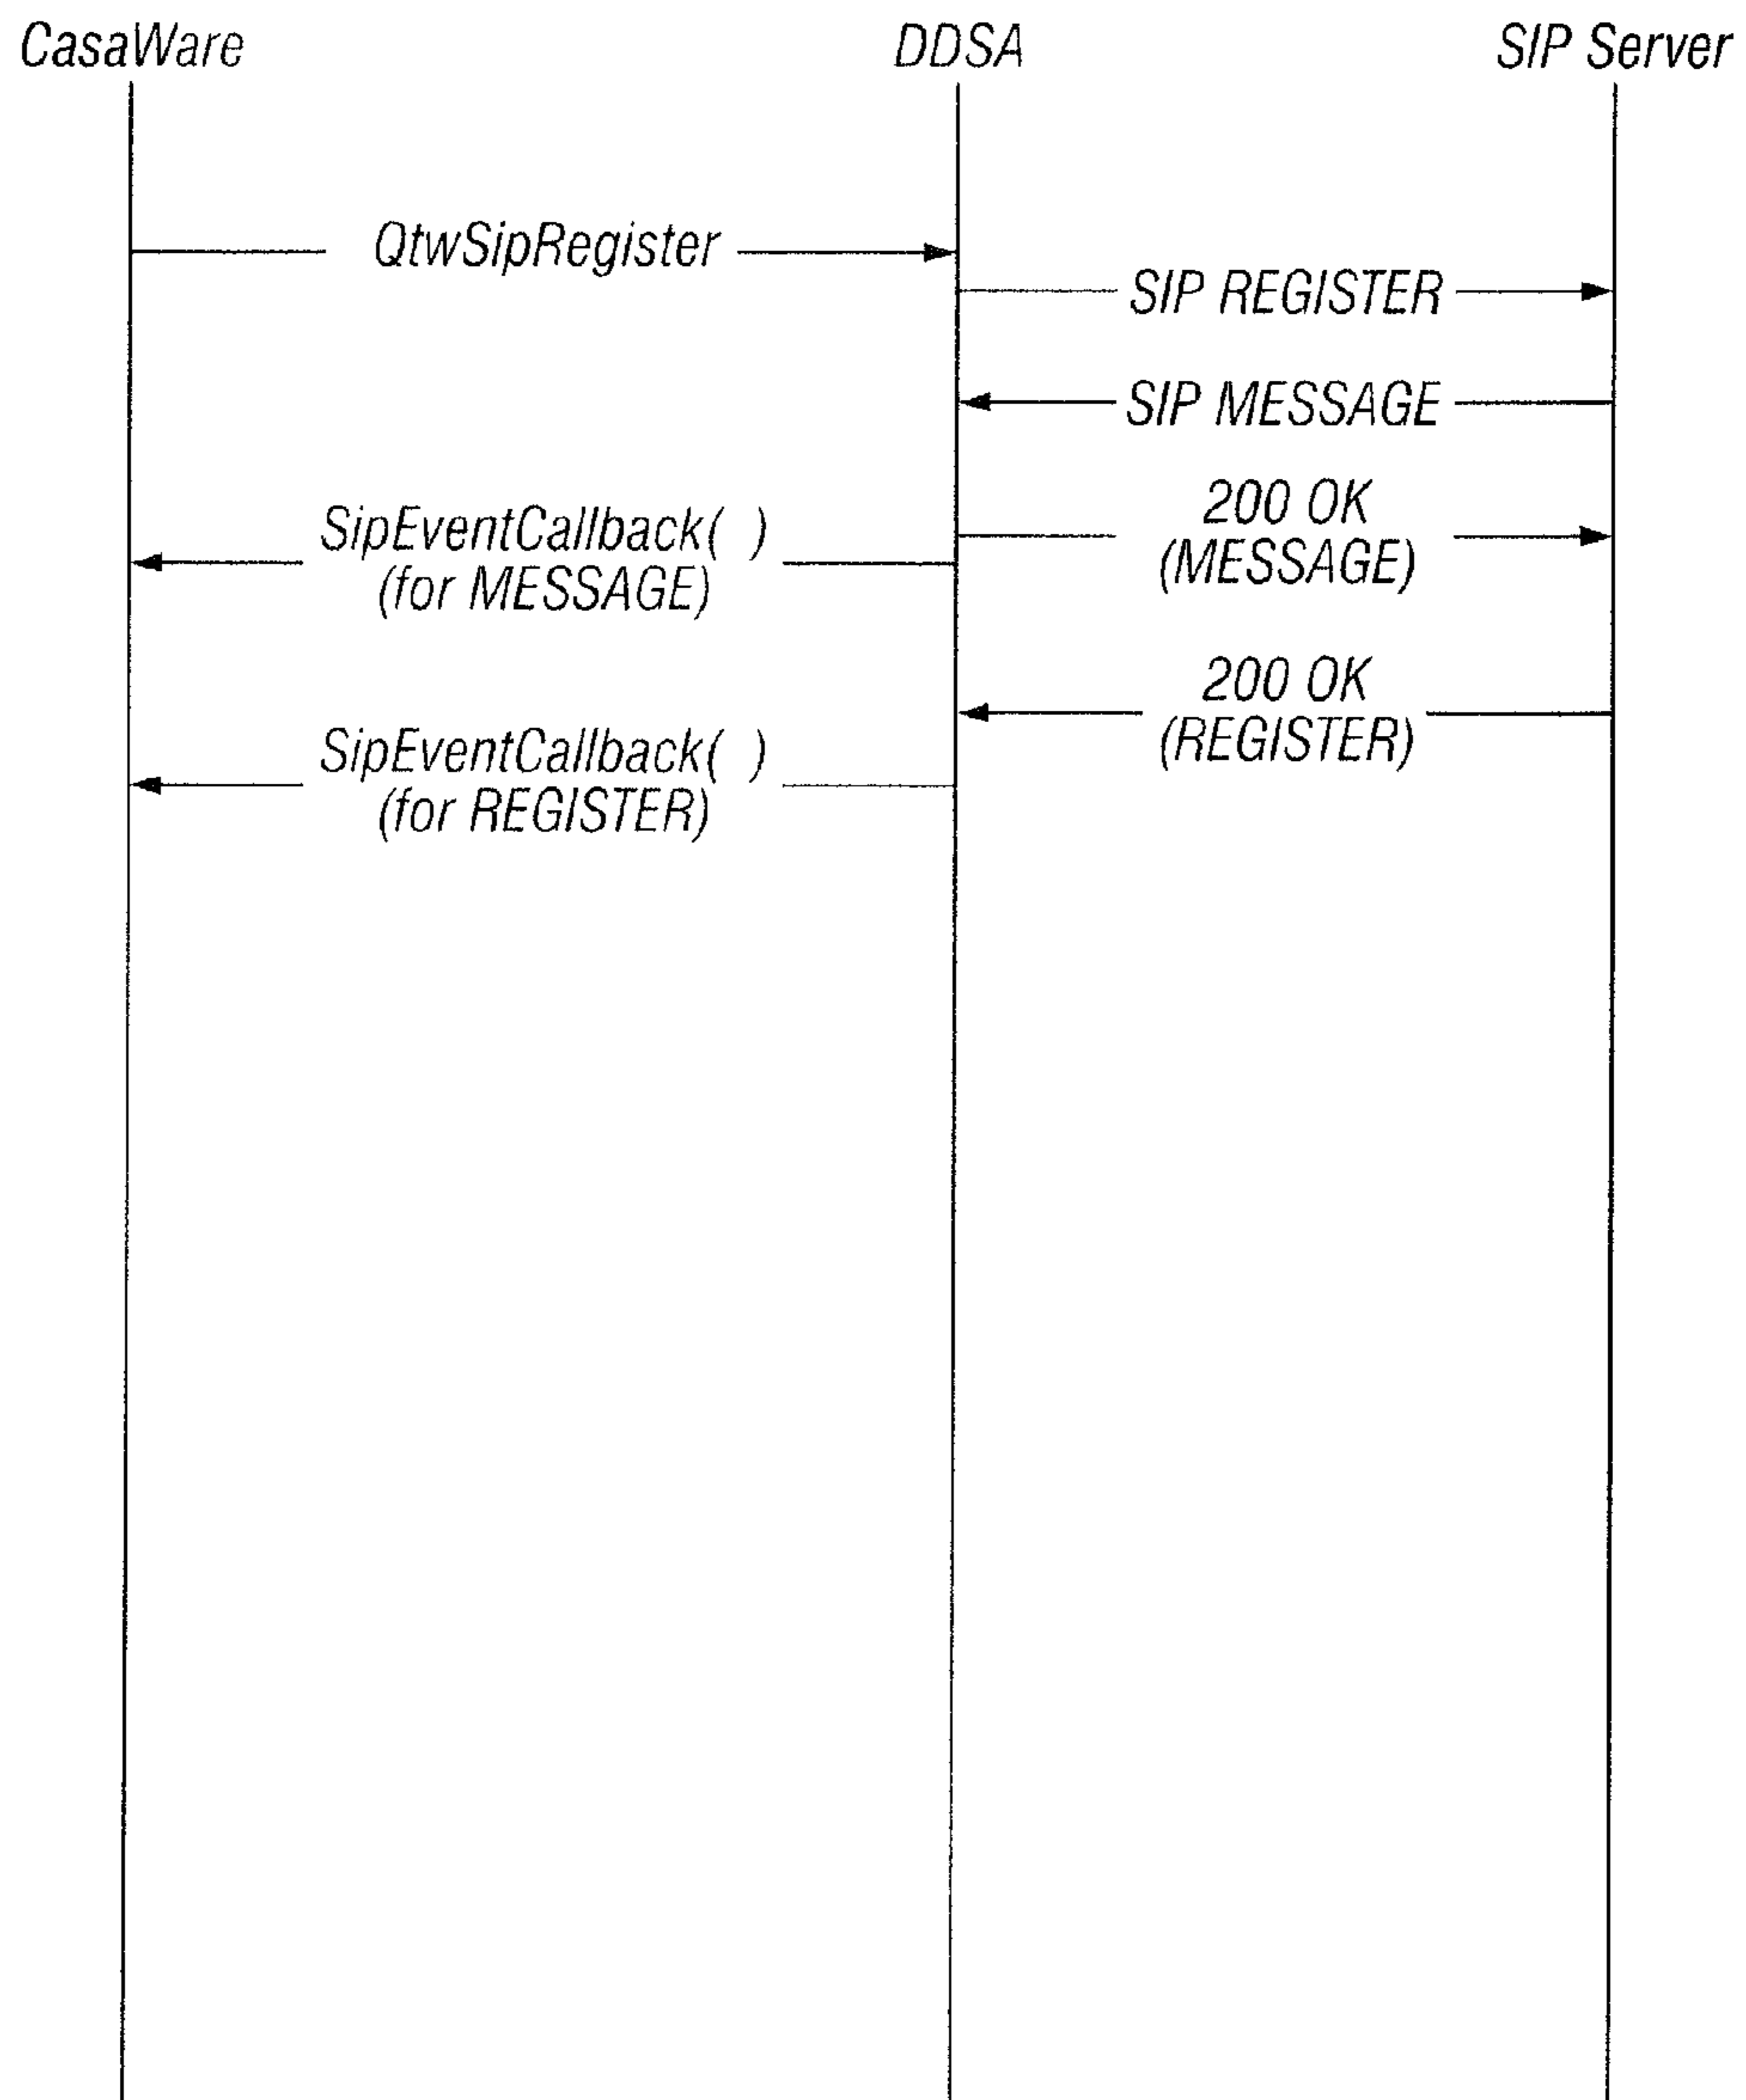 CasaWare
DDSA
SIP Server
QtwSipRegister
SIP REGISTER
SIP MESSAGE
200 OK
(MESSAGE)
SipEventCallback( )
(for MESSAGE)
200 OK
(REGISTER)
SipEventCallback( )
(for REGISTER)